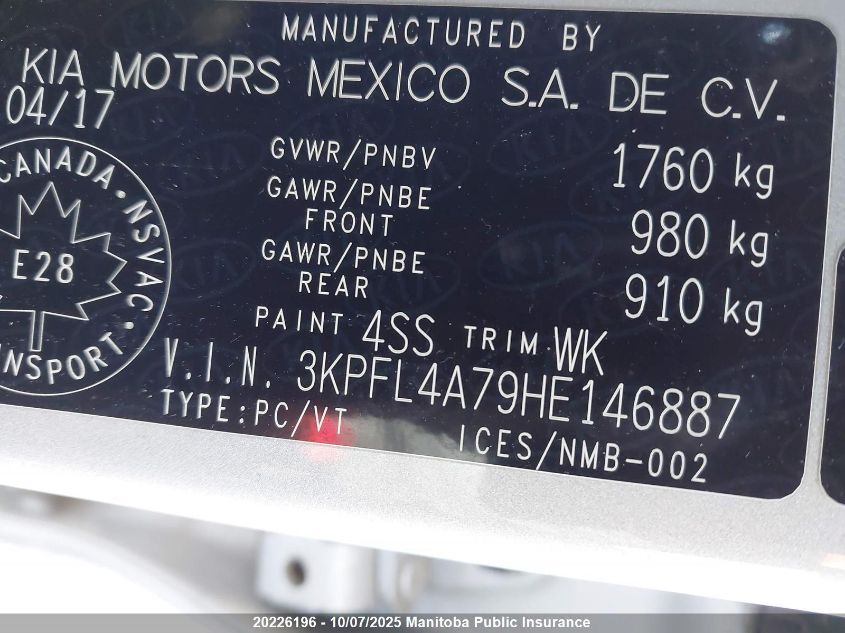 MANUFACTURED BY
KIA MOTORS MEXICO S.A. DE C.V.
04/17
GVWR/PNBV 1760 kg
GAWR/PNBE
FRONT 980 kg
GAWR/PNBE
REAR 910 kg
CANADA · NSVAC ·
E28
NSPORT ·
PAINT 4SS TRIM:WK
V.I.N. 3KPFL4A79HE146887
TYPE:PC/VT
ICES/NMB-002
20226196 - 10/07/2025 Manitoba Public Insurance